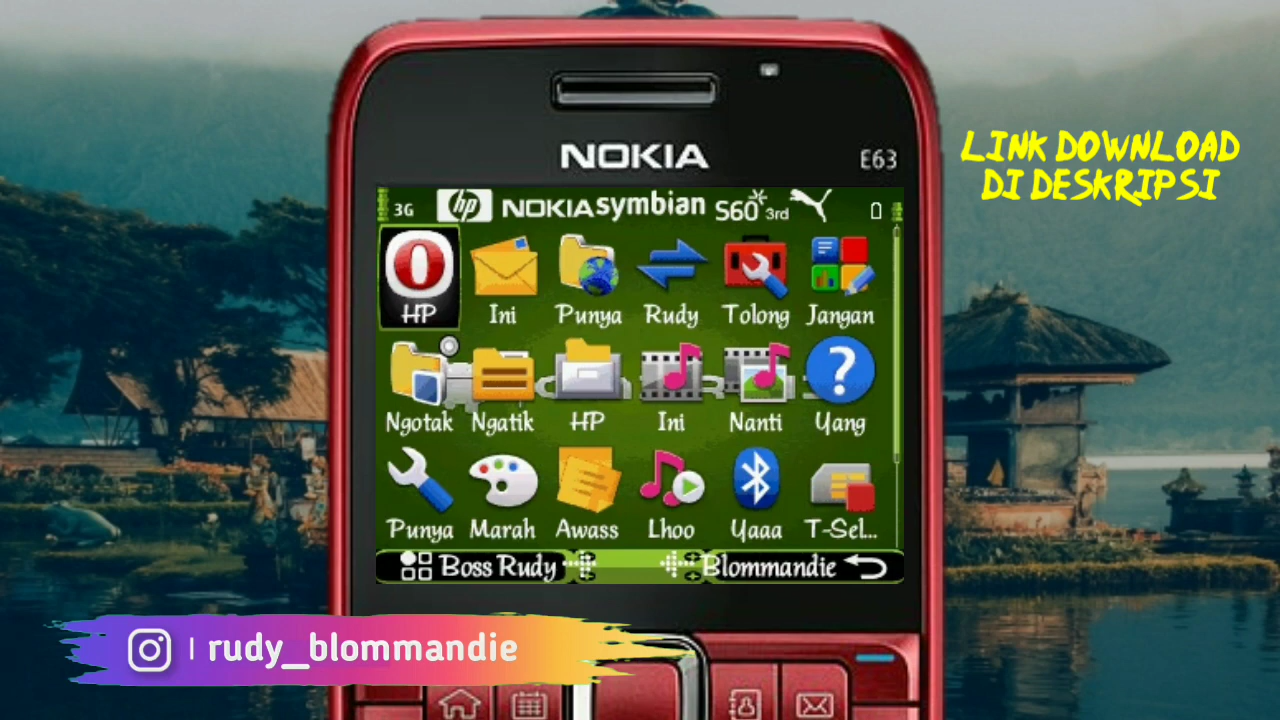 NOKIA
E63
LINK DOWNLOAD
DI DESKRIPSI
3G hp NOKIA symbian S60 3rd
HP Ini Punya Rudy Tolong Jangan
Ngotak Ngatik HP Ini Nanti Yang
Punya Marah Awass Lhoo Yaaa T-Sel...
Boss Rudy Blommandie
rudy_blommandie